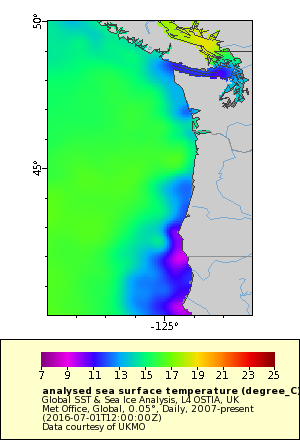 50°
45°
-125°
7 9 11 13 15 17 19 21 23 25
analysed sea surface temperature (degree_C)
Global SST & Sea Ice Analysis, L4 OSTIA, UK
Met Office, Global, 0.05°, Daily, 2007-present
(2016-07-01T12:00:00Z)
Data courtesy of UKMO